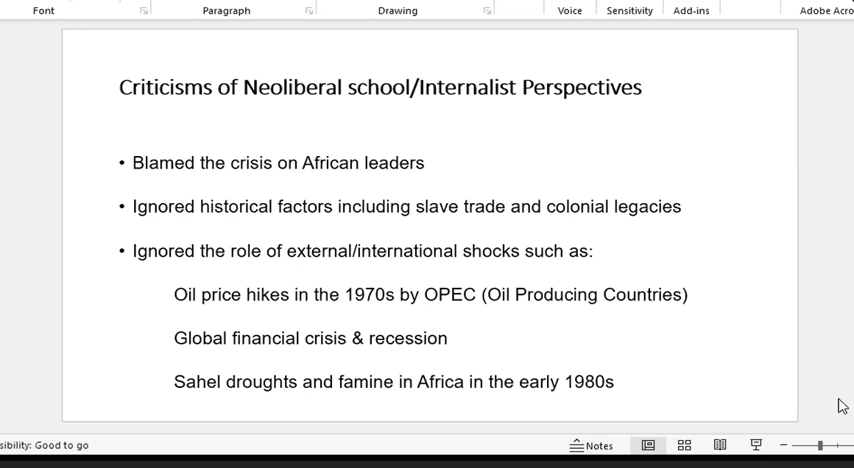 Font Paragraph Drawing Voice Sensitivity Add-ins Adobe Acro
Criticisms of Neoliberal school/Internalist Perspectives
• Blamed the crisis on African leaders
• Ignored historical factors including slave trade and colonial legacies
• Ignored the role of external/international shocks such as:
Oil price hikes in the 1970s by OPEC (Oil Producing Countries)
Global financial crisis & recession
Sahel droughts and famine in Africa in the early 1980s
sibility: Good to go Notes